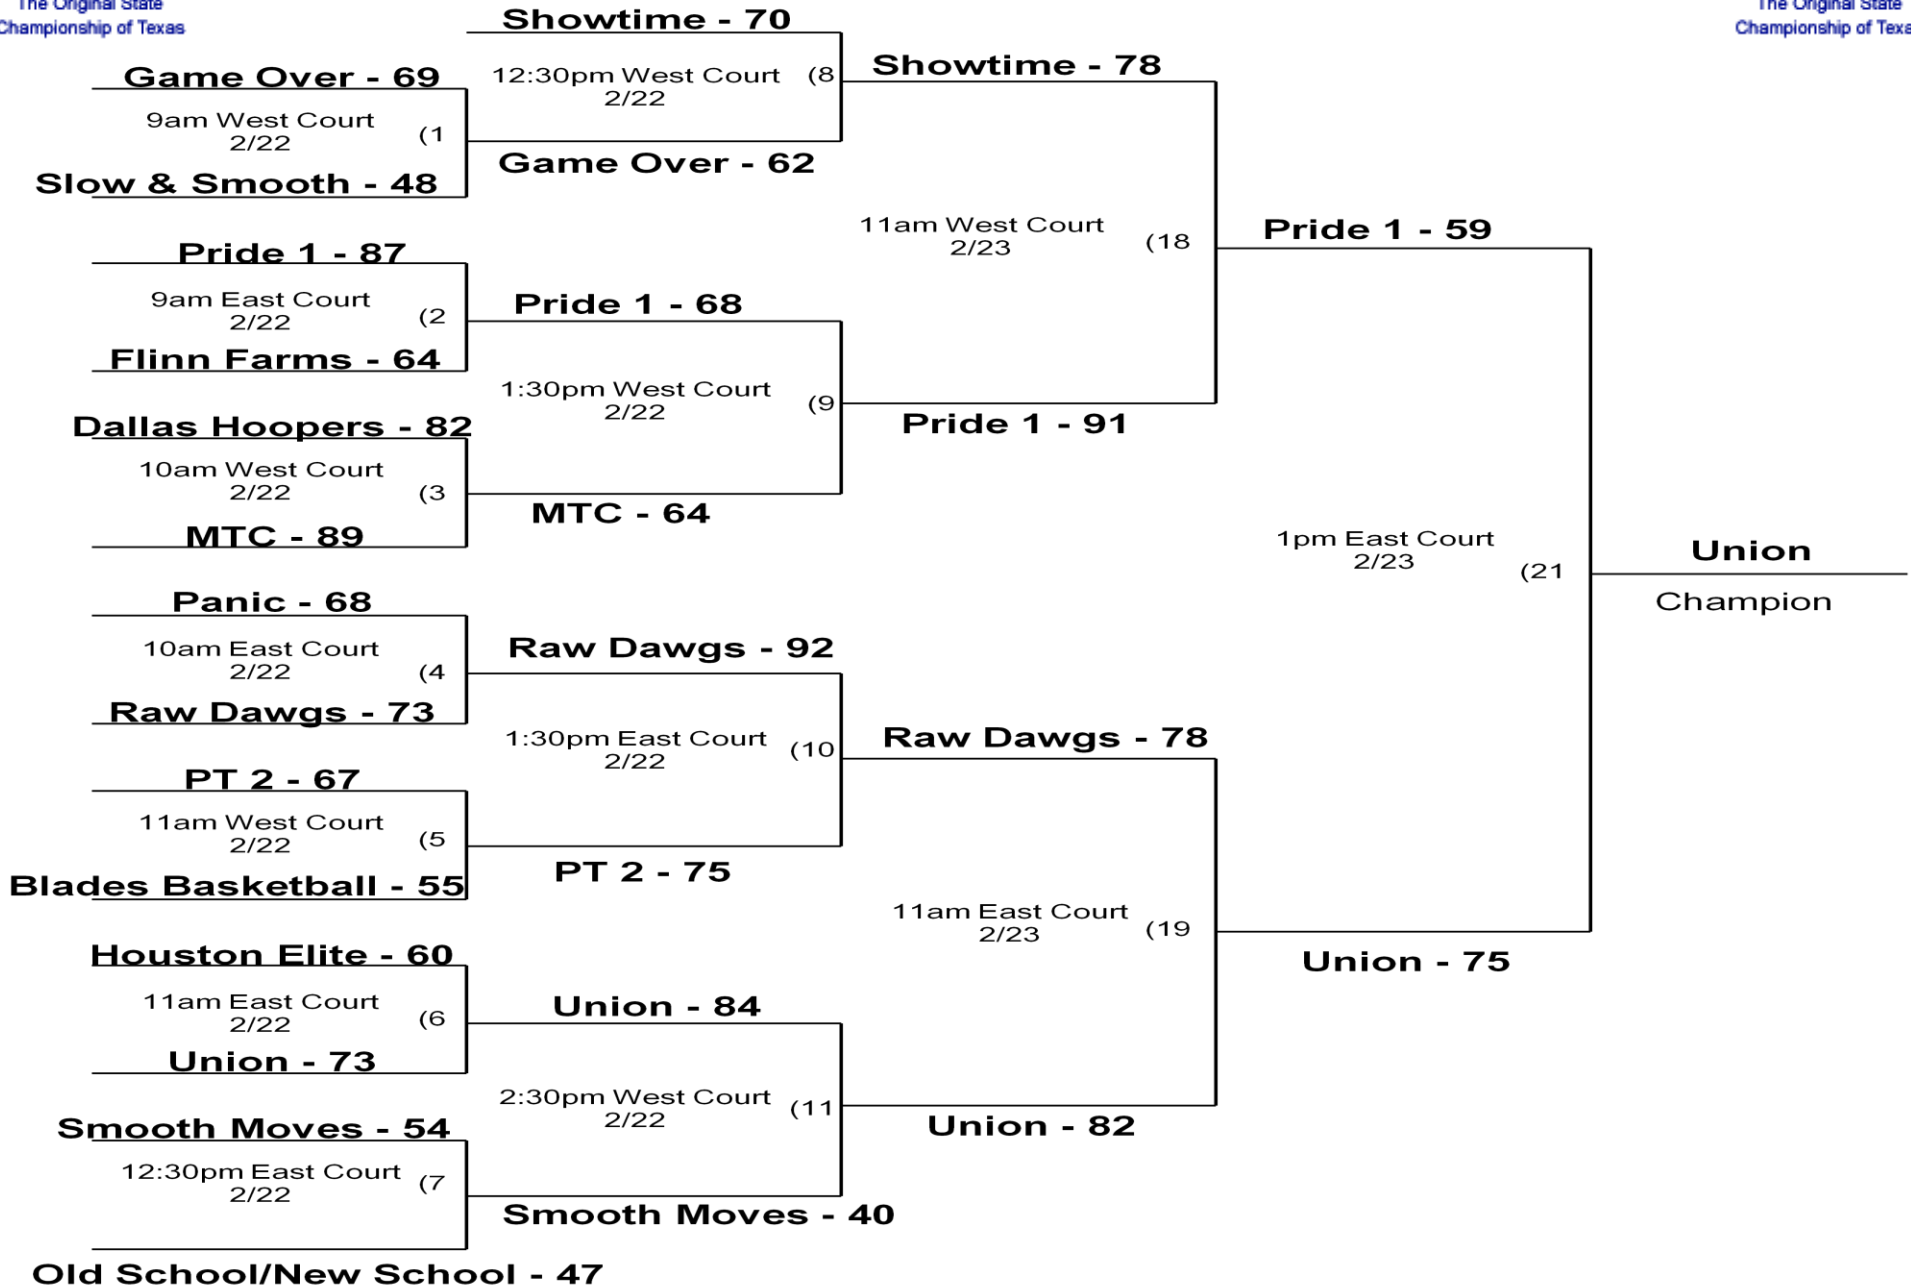 The Original State
Championship of Texas
The Original State
Championship of Texa
Showtime - 70
12:30pm West Court (8
2/22
Game Over - 62
Showtime - 78
Game Over - 69
9am West Court
2/22 (1
Slow & Smooth - 48
11am West Court
2/23 (18
Pride 1 - 59
Pride 1 - 87
9am East Court
2/22 (2
Flinn Farms - 64
Pride 1 - 68
1:30pm West Court
2/22 (9
MTC - 64
Pride 1 - 91
Dallas Hoopers - 82
10am West Court
2/22 (3
MTC - 89
1pm East Court
2/23 (21
Union
Champion
Panic - 68
10am East Court
2/22 (4
Raw Dawgs - 73
Raw Dawgs - 92
1:30pm East Court
2/22 (10
PT 2 - 75
Raw Dawgs - 78
PT 2 - 67
11am West Court
2/22 (5
Blades Basketball - 55
11am East Court
2/23 (19
Union - 75
Houston Elite - 60
11am East Court
2/22 (6
Union - 73
Union - 84
2:30pm West Court
2/22 (11
Smooth Moves - 40
Union - 82
Smooth Moves - 54
12:30pm East Court
2/22 (7
Old School/New School - 47